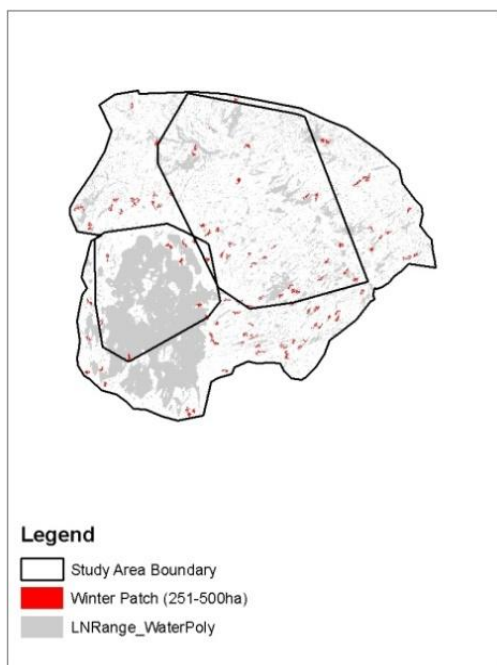 Legend
Study Area Boundary
Winter Patch (251-500ha)
LNRange_WaterPoly